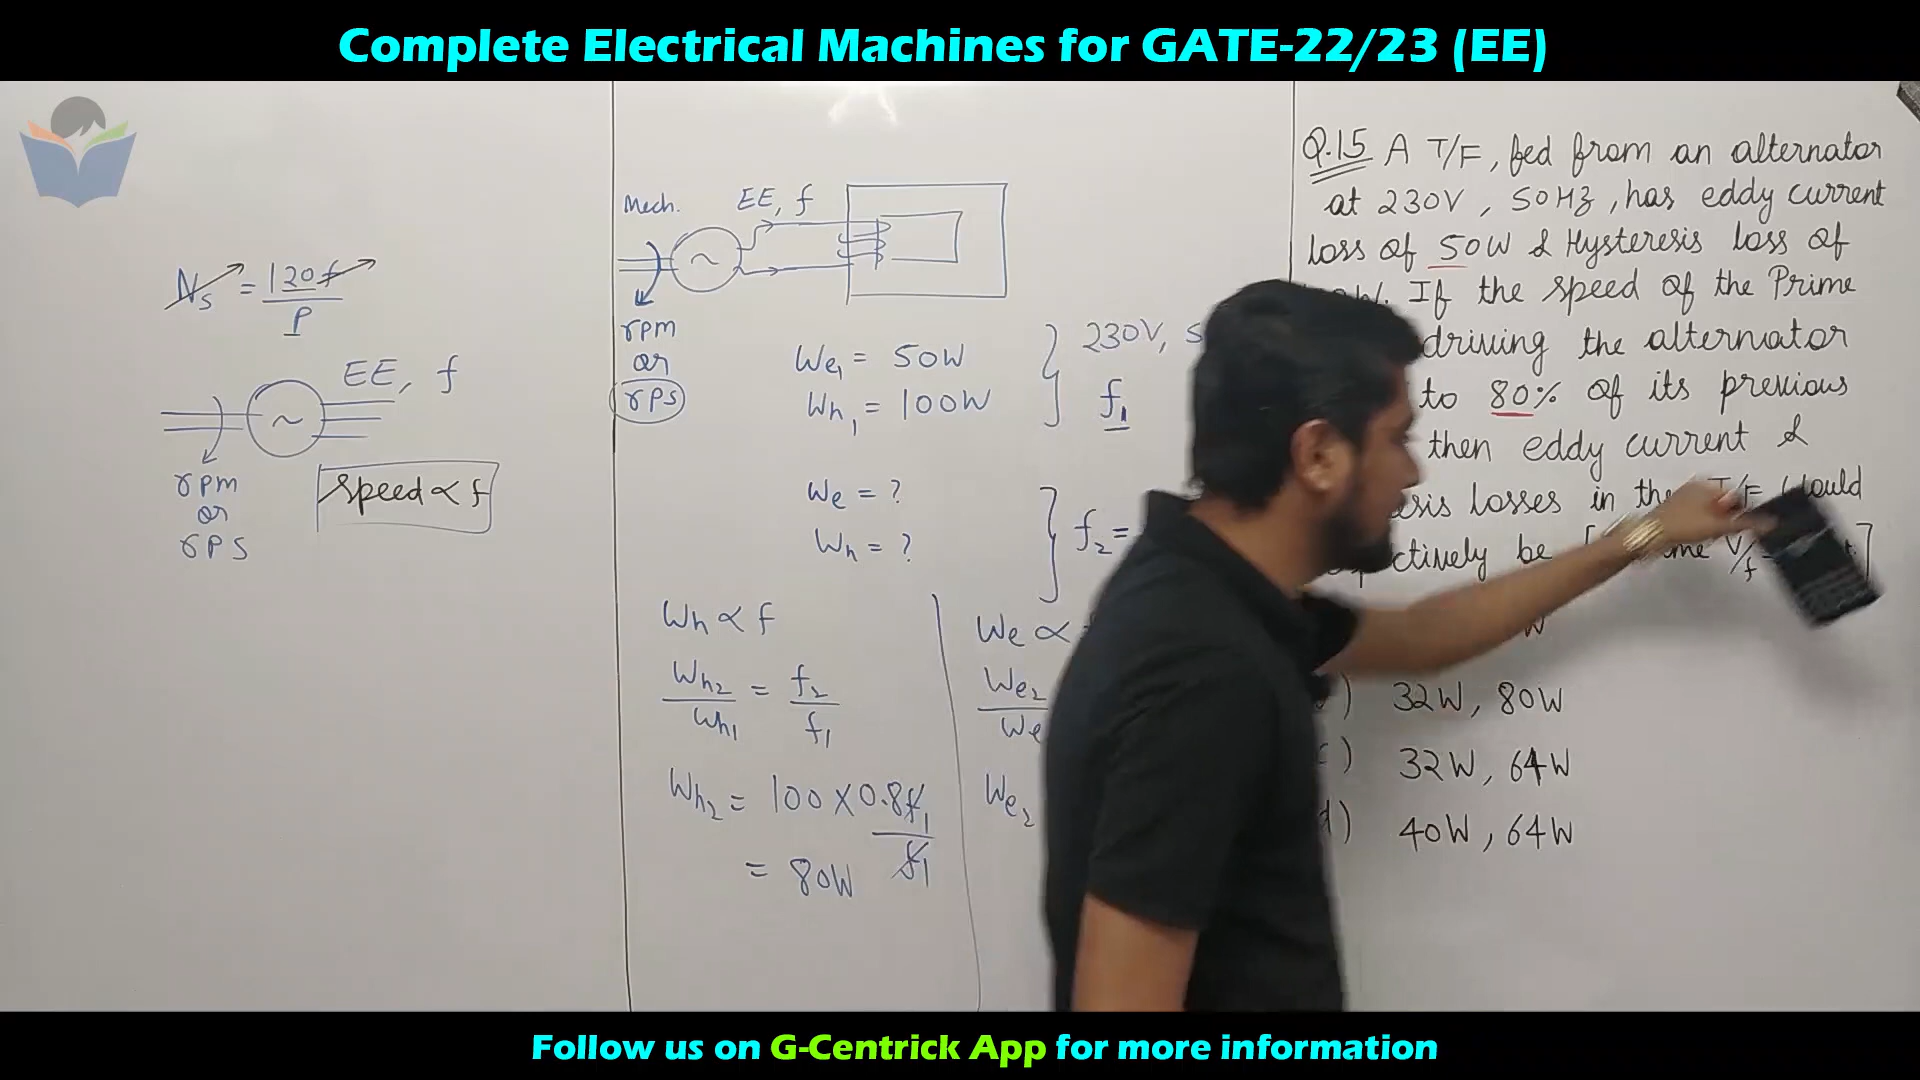 Complete Electrical Machines for GATE-22/23 (EE)
Ns = 120f
P
EE, f
~
rpm
or
rps
Speed ∝ f
Mech.
EE, f
~
rpm
or
rps
We1 = 50W
Wh1 = 100W
230V, 5
f1
We = ?
Wh = ?
f2 =
Wh ∝ f
Wh2 = f2
Wh1 f1
Wh2 = 100 X 0.8f1
f1
= 80W
We ∝
We2
We
We2
Q.15 A T/F, fed from an alternator
at 230V, 50Hz, has eddy current
loss of 50W & Hysteresis loss of
W. If the speed of the Prime
driving the alternator
to 80% of its previous
then eddy current &
losses in the T/F would
be [ V/f ]
W
) 32W, 80W
c) 32W, 64W
d) 40W, 64W
Follow us on G-Centrick App for more information